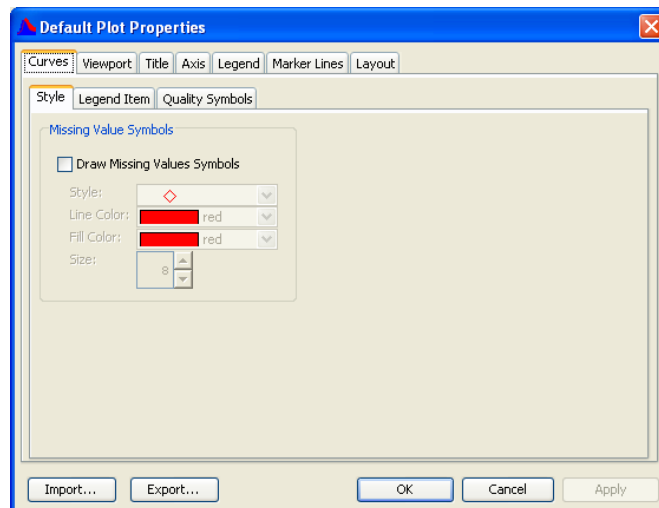 Default Plot Properties
Curves Viewport Title Axis Legend Marker Lines Layout
Style Legend Item Quality Symbols
Missing Value Symbols
Draw Missing Values Symbols
Style:
Line Color: red
Fill Color: red
Size: 8
Import... Export... OK Cancel Apply